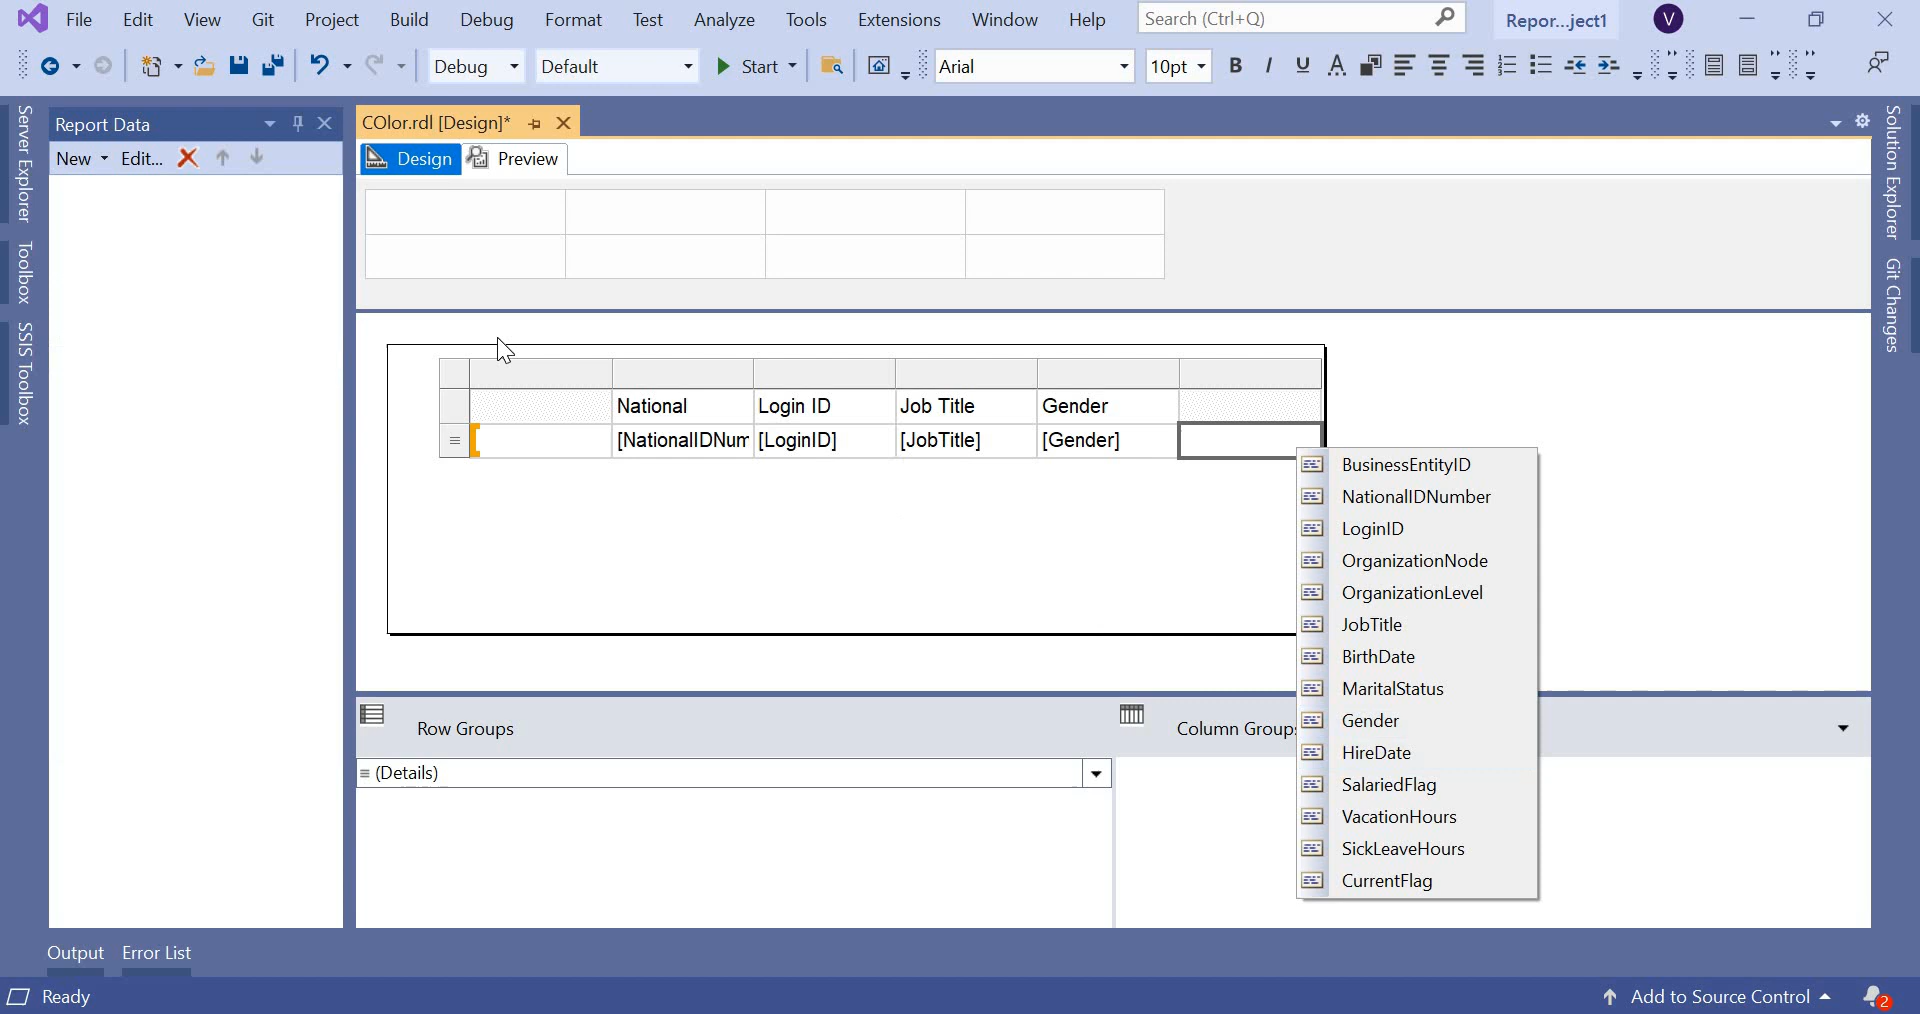 File Edit View Git Project Build Debug Format Test Analyze Tools Extensions Window Help Search (Ctrl+Q) Repor...ject1 V
Debug Default Start Arial 10pt B I U A
Server Explorer
Toolbox
SSIS Toolbox
Report Data
New Edit...
COlor.rdl [Design]*
Design Preview
National Login ID Job Title Gender
[NationalIDNum [LoginID] [JobTitle] [Gender]
BusinessEntityID
NationalIDNumber
LoginID
OrganizationNode
OrganizationLevel
JobTitle
BirthDate
MaritalStatus
Gender
HireDate
SalariedFlag
VacationHours
SickLeaveHours
CurrentFlag
Row Groups
Column Groups
(Details)
Solution Explorer
Git Changes
Output Error List
Ready
Add to Source Control 2